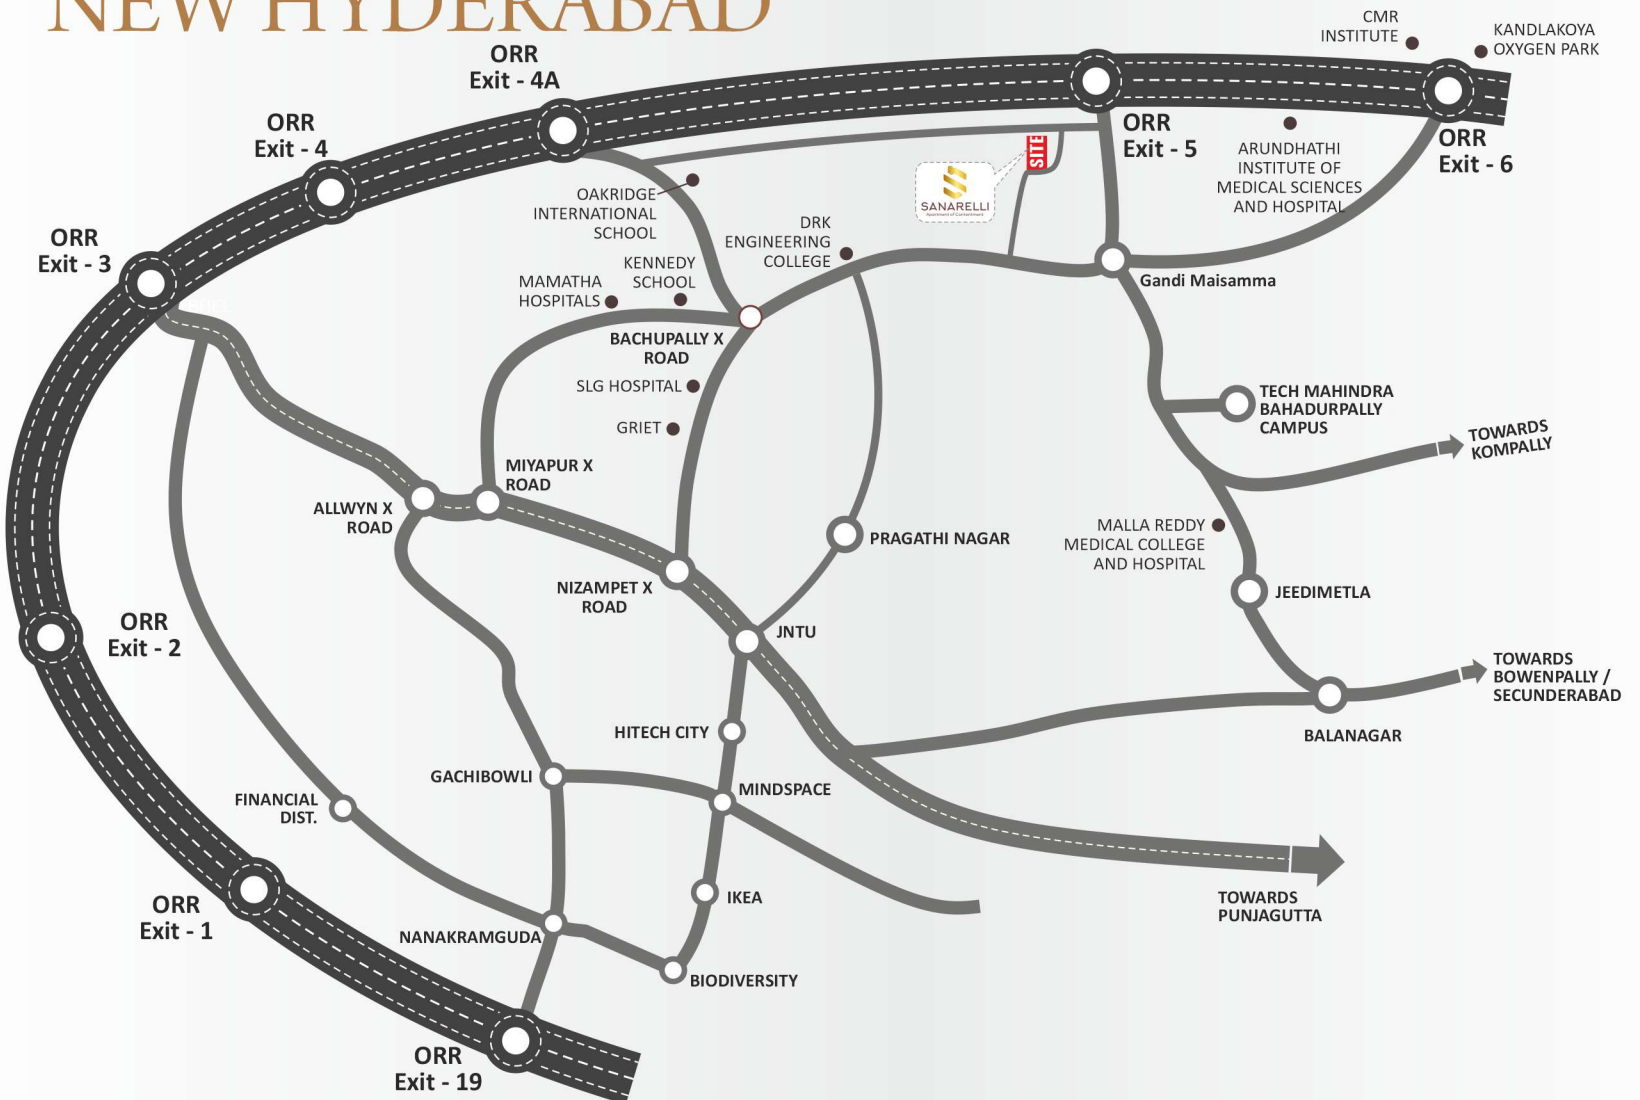 NEW HYDERABAD
CMR
INSTITUTE
KANDLAKOYA
OXYGEN PARK
ORR
Exit - 4A
ORR
Exit - 4
ORR
Exit - 5
ORR
Exit - 6
ARUNDHATHI
INSTITUTE OF
MEDICAL SCIENCES
AND HOSPITAL
SITE
SANARELLI
Apartment of Contentment
OAKRIDGE
INTERNATIONAL
SCHOOL
DRK
ENGINEERING
COLLEGE
ORR
Exit - 3
KENNEDY
SCHOOL
MAMATHA
HOSPITALS
Gandi Maisamma
BACHUPALLY X
ROAD
SLG HOSPITAL
GRIET
TECH MAHINDRA
BAHADURPALLY
CAMPUS
TOWARDS
KOMPALLY
MIYAPUR X
ROAD
ALLWYN X
ROAD
MALLA REDDY
MEDICAL COLLEGE
AND HOSPITAL
PRAGATHI NAGAR
NIZAMPET X
ROAD
JEEDIMETLA
ORR
Exit - 2
JNTU
TOWARDS
BOWENPALLY /
SECUNDERABAD
HITECH CITY
BALANAGAR
GACHIBOWLI
MINDSPACE
FINANCIAL
DIST.
IKEA
TOWARDS
PUNJAGUTTA
ORR
Exit - 1
NANAKRAMGUDA
BIODIVERSITY
ORR
Exit - 19